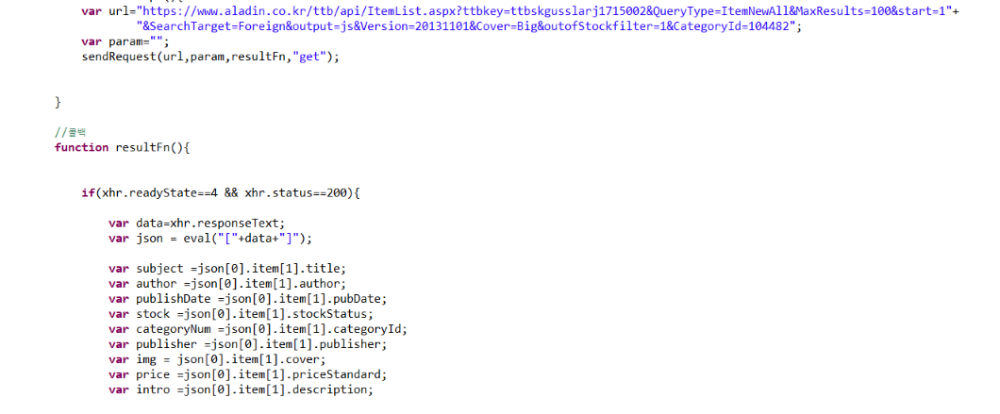 var url="https://www.aladin.co.kr/ttb/api/ItemList.aspx?ttbkey=ttbskgusslarj1715002&QueryType=ItemNewAll&MaxResults=100&start=1"+
"&SearchTarget=Foreign&output=js&Version=20131101&Cover=Big&outofStockfilter=1&CategoryId=104482";
var param="";
sendRequest(url,param,resultFn,"get");
}
//콜백
function resultFn(){
if(xhr.readyState==4 && xhr.status==200){
var data=xhr.responseText;
var json = eval("["+data+"]");
var subject =json[0].item[1].title;
var author =json[0].item[1].author;
var publishDate =json[0].item[1].pubDate;
var stock =json[0].item[1].stockStatus;
var categoryNum =json[0].item[1].categoryId;
var publisher =json[0].item[1].publisher;
var img = json[0].item[1].cover;
var price =json[0].item[1].priceStandard;
var intro =json[0].item[1].description;